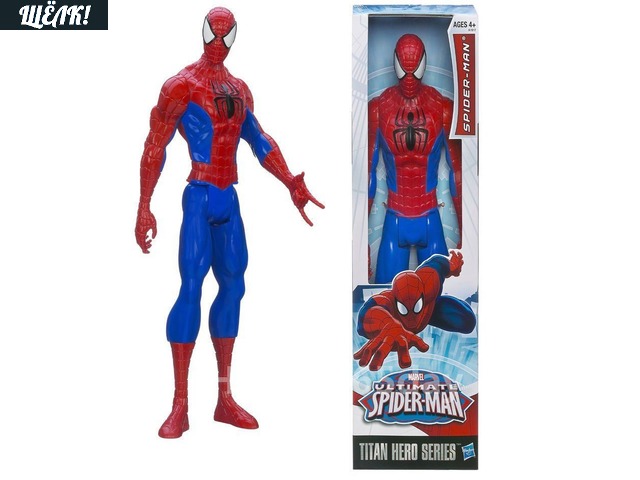 ЩЁЛК!
AGES 4+
SPIDER-MAN
MARVEL
ULTIMATE
SPIDER-MAN
TITAN HERO SERIES
Hasbro